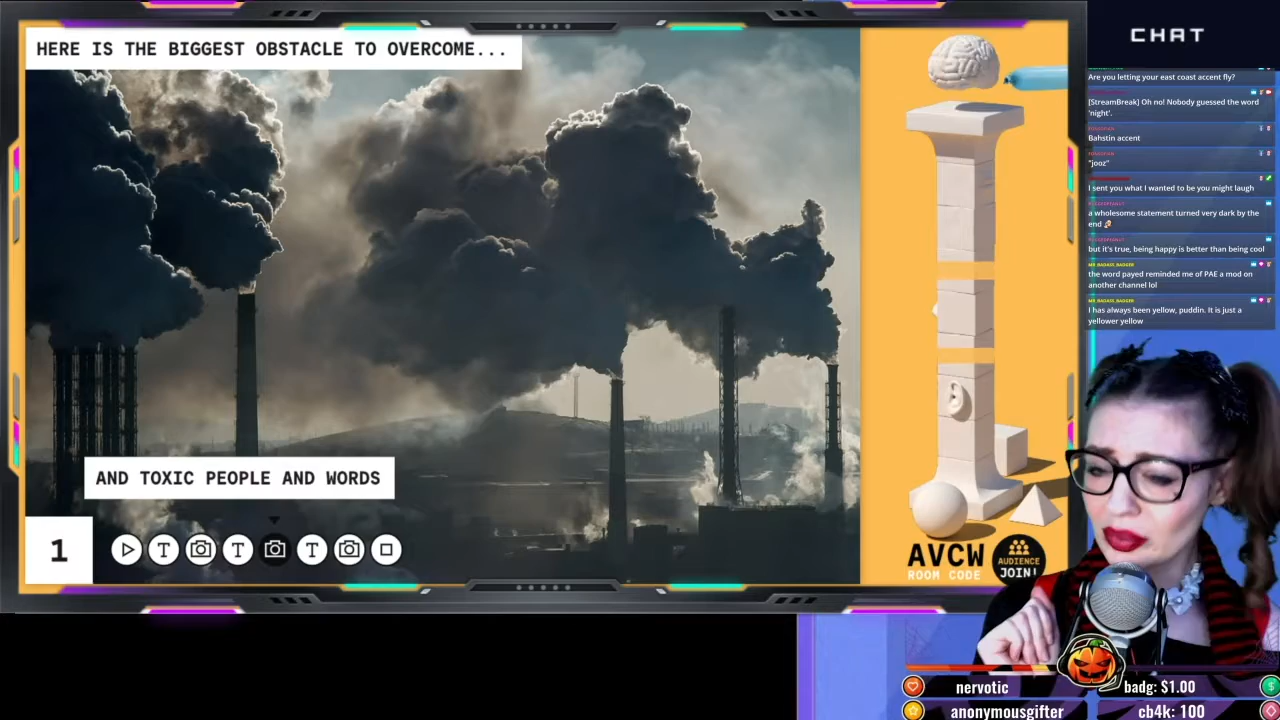 HERE IS THE BIGGEST OBSTACLE TO OVERCOME...
AND TOXIC PEOPLE AND WORDS
1
T
T
T
AVCW
ROOM CODE
AUDIENCE
JOIN!
CHAT
Are you letting your east coast accent fly?
[StreamBreak] Oh no! Nobody guessed the word
'night'.
Bahstin accent
"jooz"
I sent you what I wanted to be you might laugh
a wholesome statement turned very dark by the
end
but it's true, being happy is better than being cool
MR_BADASS_BADGER
the word payed reminded me of PAE a mod on
another channel lol
MR_BADASS_BADGER
I has always been yellow, puddin. It is just a
yellower yellow
nervotic
badg: $1.00
anonymousgifter
cb4k: 100